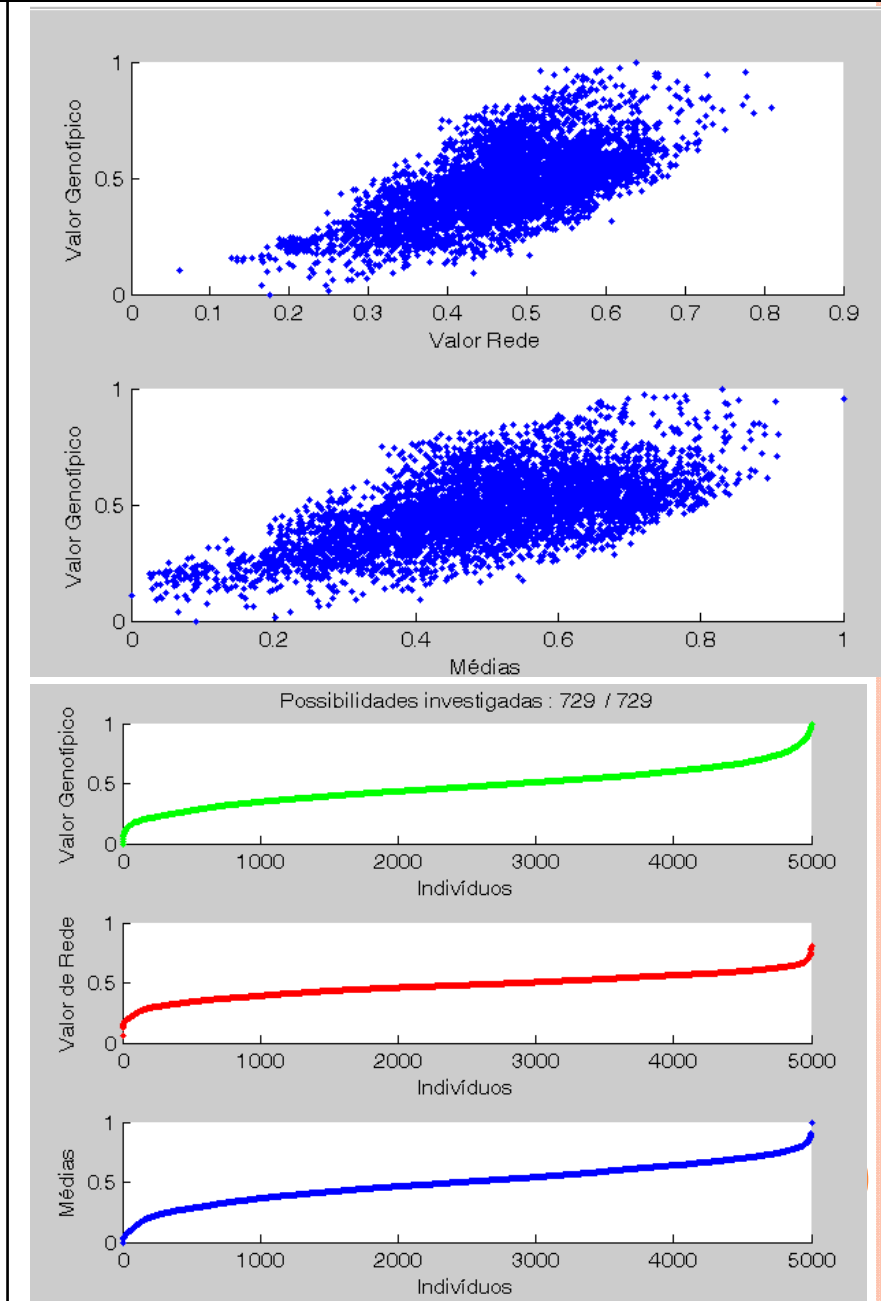 Valor Genotípico
1
0.5
0
0 0.1 0.2 0.3 0.4 0.5 0.6 0.7 0.8 0.9
Valor Rede
Valor Genotípico
1
0.5
0
0 0.2 0.4 0.6 0.8 1
Médias
Possibilidades investigadas : 729 / 729
Valor Genotípico
1
0.5
0
0 1000 2000 3000 4000 5000
Indivíduos
Valor de Rede
1
0.5
0
0 1000 2000 3000 4000 5000
Indivíduos
Médias
1
0.5
0
0 1000 2000 3000 4000 5000
Indivíduos